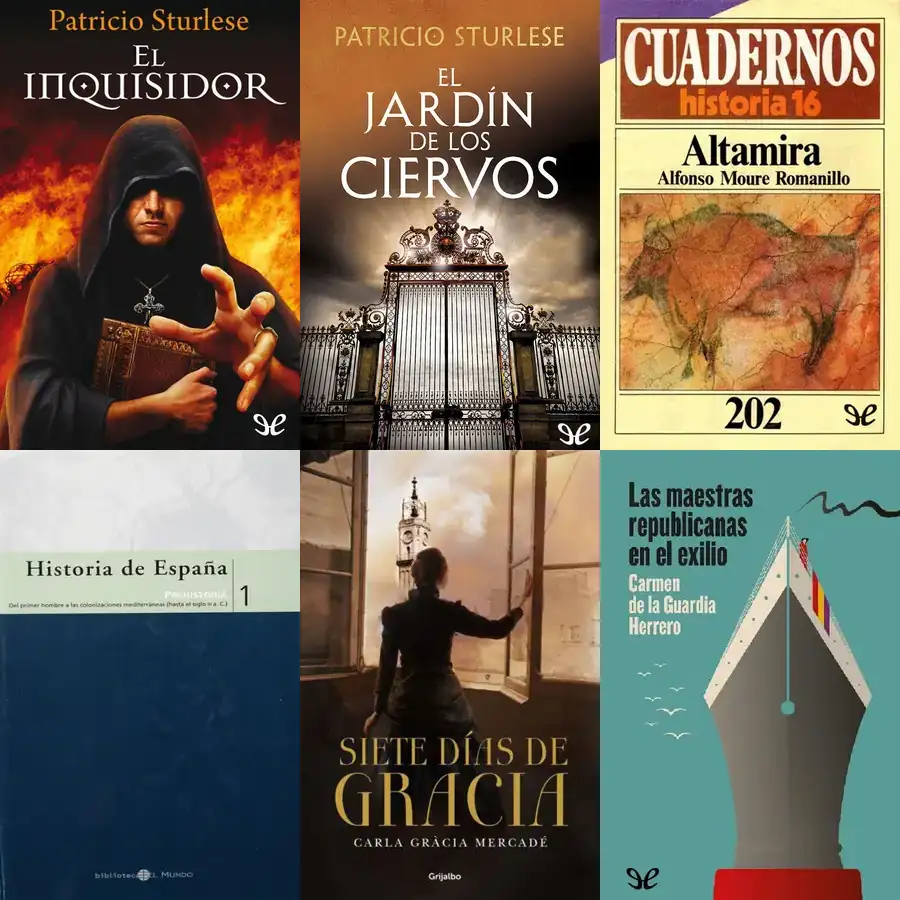 Patricio Sturlese
EL
INQUISIDOR
PATRICIO STURLESE
EL
JARDÍN
DE LOS
CIERVOS
CUADERNOS
historia 16
Altamira
Alfonso Moure Romanillo
202
Historia de España
PREHISTORIA
1
Del primer hombre a las colonizaciones mediterráneas (hasta el siglo II a. C.)
biblioteca EL MUNDO
SIETE DÍAS DE
GRACIA
CARLA GRÀCIA MERCADÉ
Grijalbo
Las maestras
republicanas
en el exilio
Carmen
de la Guardia
Herrero